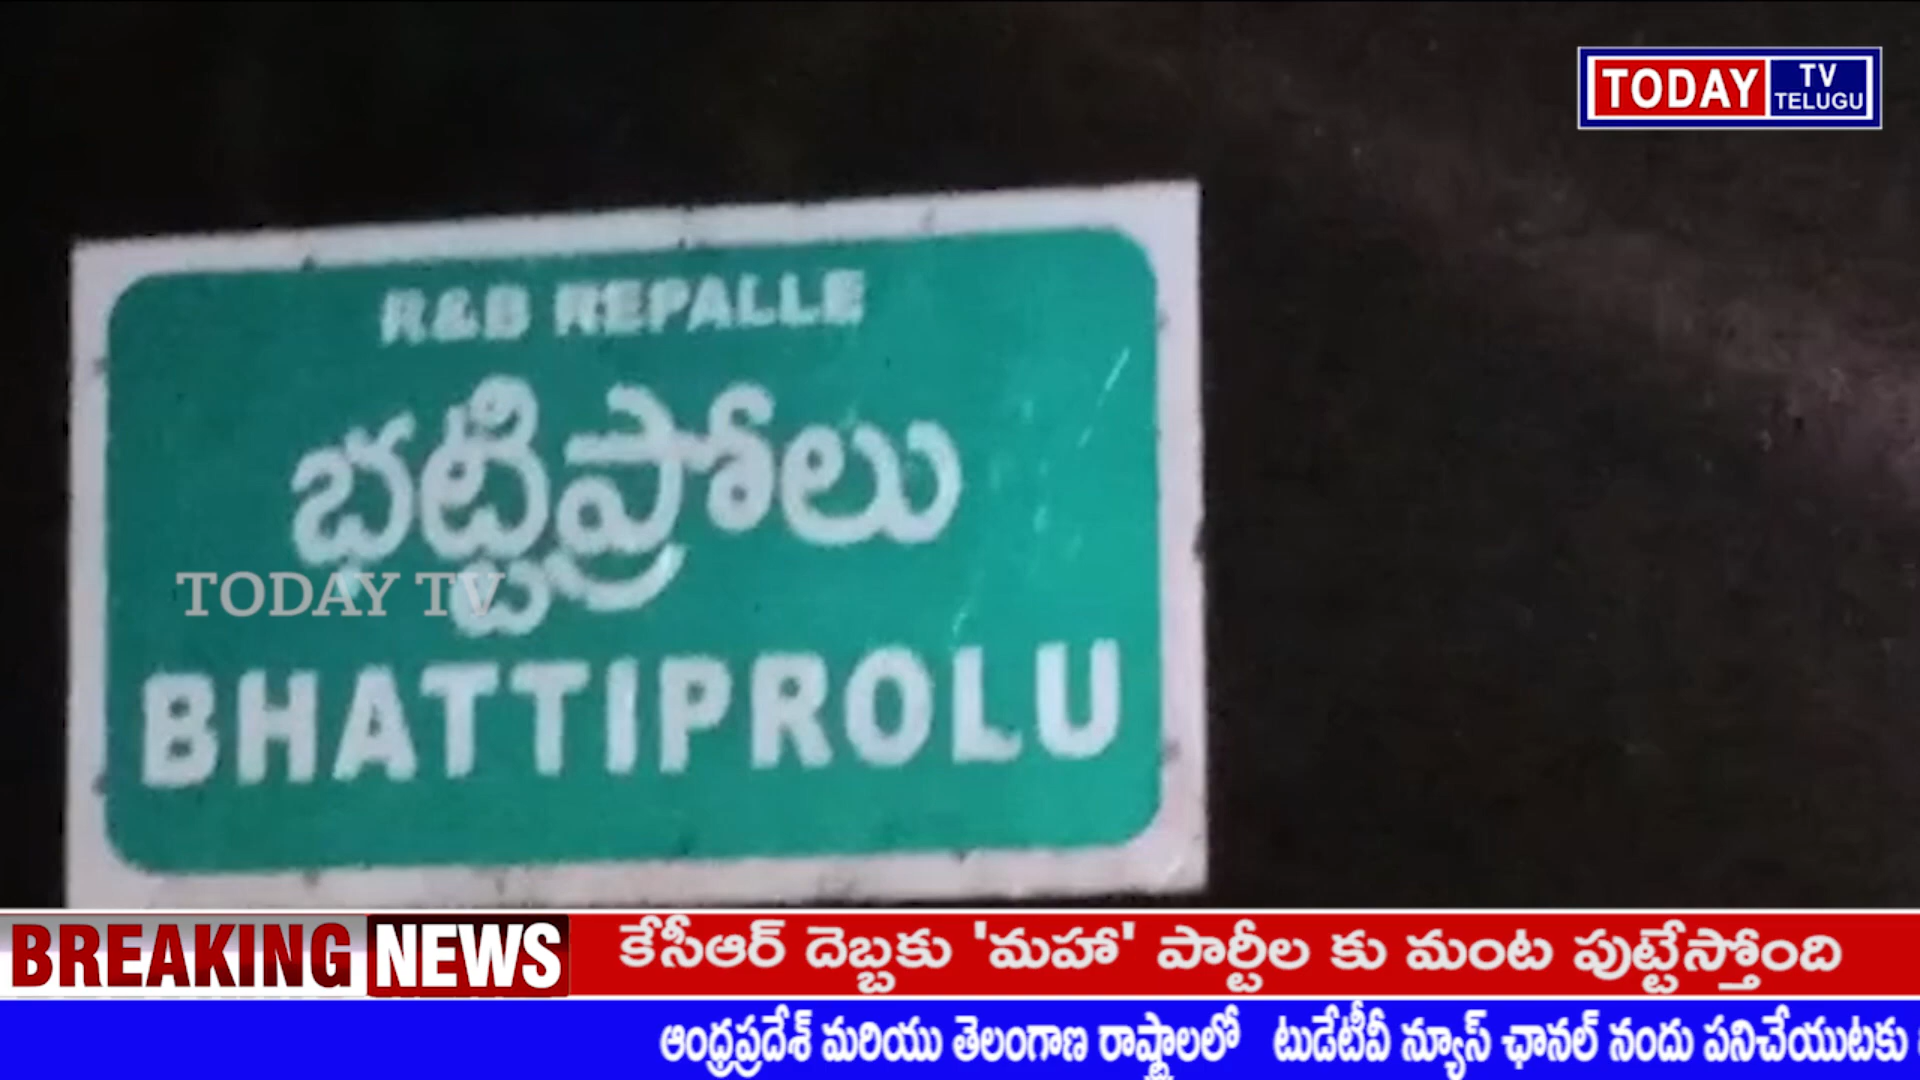 TODAY TV
TELUGU
R&B REPALLE
భట్టిప్రోలు
TODAY TV
BHATTIPROLU
BREAKING NEWS
కేసీఆర్ దెబ్బకు 'మహా' పార్టీల కు మంట పుట్టేస్తోంది
ఆంధ్రప్రదేశ్ మరియు తెలంగాణ రాష్ట్రాలలో టుడేటీవీ న్యూస్ ఛానల్ నందు పనిచేయుటకు